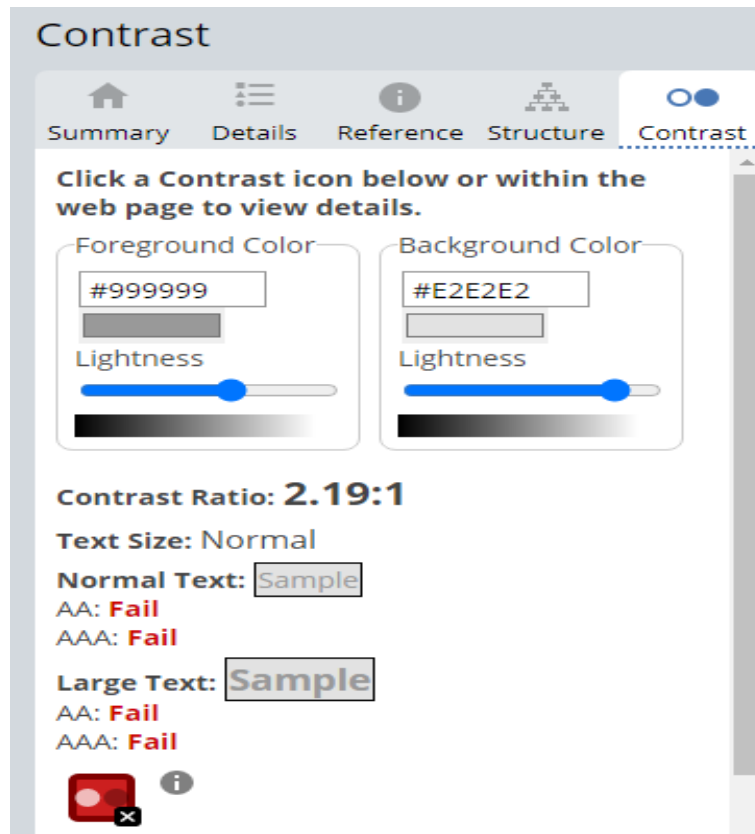 Contrast
Summary Details Reference Structure Contrast
Click a Contrast icon below or within the
web page to view details.
Foreground Color Background Color
#999999 #E2E2E2
Lightness Lightness
Contrast Ratio: 2.19:1
Text Size: Normal
Normal Text: Sample
AA: Fail
AAA: Fail
Large Text: Sample
AA: Fail
AAA: Fail